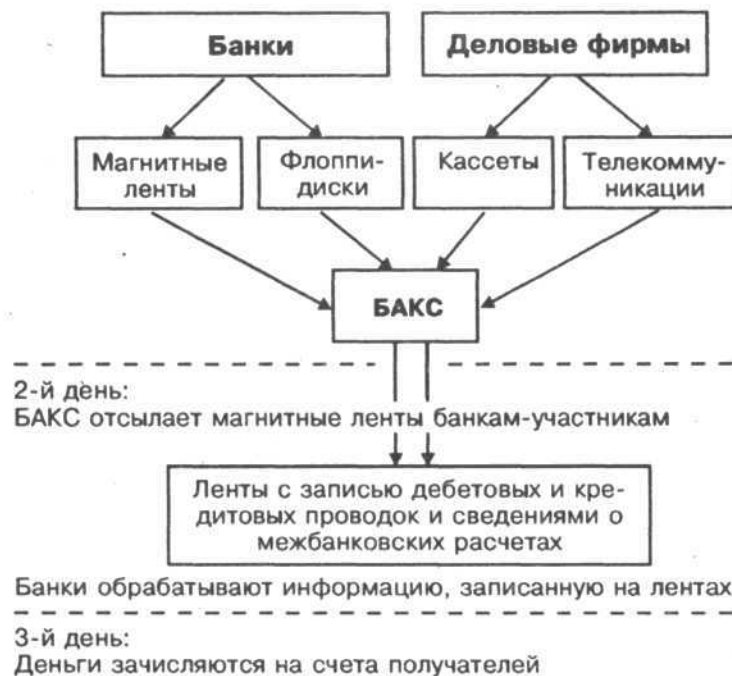 Банки
Деловые фирмы
Магнитные
ленты
Флоппи-
диски
Кассеты
Телекомму-
никации
БАКС
2-й день:
БАКС отсылает магнитные ленты банкам-участникам
Ленты с записью дебетовых и кре-
дитовых проводок и сведениями о
межбанковских расчетах
Банки обрабатывают информацию, записанную на лентах
3-й день:
Деньги зачисляются на счета получателей